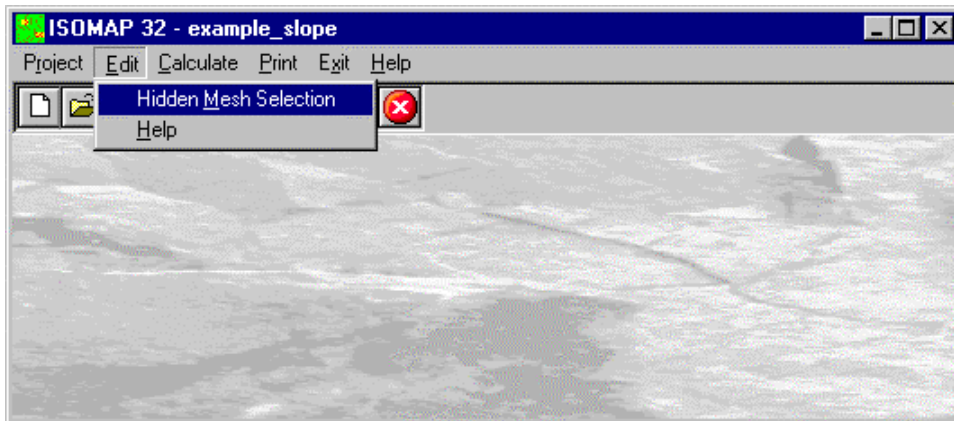 ISOMAP 32 - example_slope
Project Edit Calculate Print Exit Help
Hidden Mesh Selection
Help